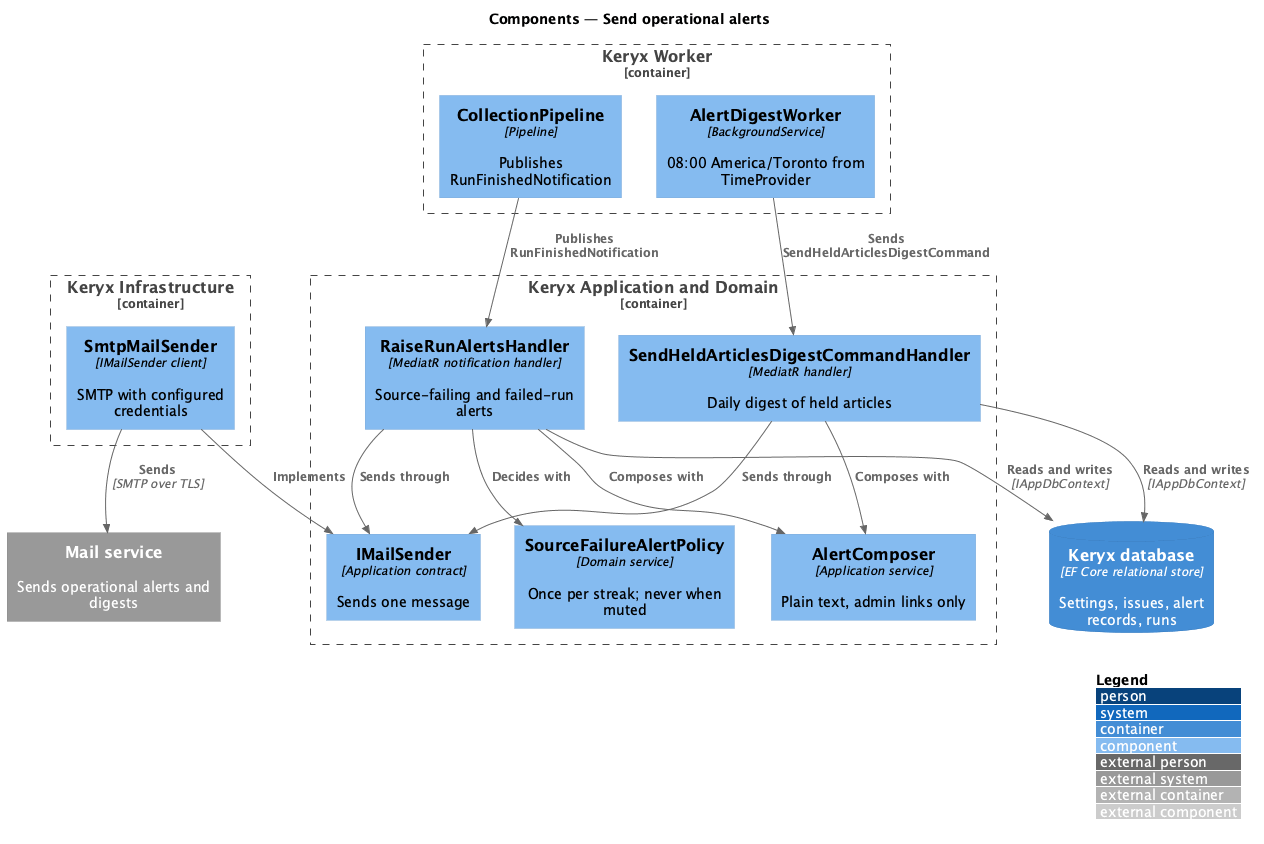 Components — Send operational alerts
Keryx Worker
[container]
CollectionPipeline
[Pipeline]
Publishes
RunFinishedNotification
AlertDigestWorker
[BackgroundService]
08:00 America/Toronto from
TimeProvider
Publishes
RunFinishedNotification
Sends
SendHeldArticlesDigestCommand
Keryx Infrastructure
[container]
SmtpMailSender
[IMailSender client]
SMTP with configured
credentials
Keryx Application and Domain
[container]
RaiseRunAlertsHandler
[MediatR notification handler]
Source-failing and failed-run
alerts
SendHeldArticlesDigestCommandHandler
[MediatR handler]
Daily digest of held articles
Sends
[SMTP over TLS]
Implements
Sends through
Decides with
Composes with
Sends through
Composes with
Reads and writes
[IAppDbContext]
Reads and writes
[IAppDbContext]
Mail service
Sends operational alerts and
digests
IMailSender
[Application contract]
Sends one message
SourceFailureAlertPolicy
[Domain service]
Once per streak; never when
muted
AlertComposer
[Application service]
Plain text, admin links only
Keryx database
[EF Core relational store]
Settings, issues, alert
records, runs
Legend
person
system
container
component
external person
external system
external container
external component